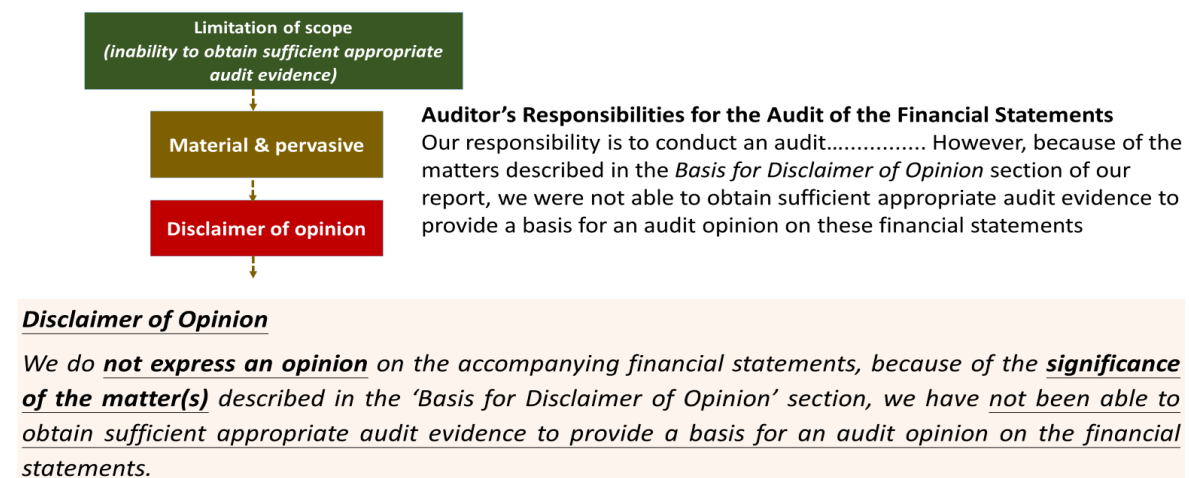 Limitation of scope
(inability to obtain sufficient appropriate
audit evidence)
Material & pervasive
Disclaimer of opinion
Auditor’s Responsibilities for the Audit of the Financial Statements
Our responsibility is to conduct an audit…............. However, because of the
matters described in the Basis for Disclaimer of Opinion section of our
report, we were not able to obtain sufficient appropriate audit evidence to
provide a basis for an audit opinion on these financial statements
Disclaimer of Opinion
We do not express an opinion on the accompanying financial statements, because of the significance
of the matter(s) described in the ‘Basis for Disclaimer of Opinion’ section, we have not been able to
obtain sufficient appropriate audit evidence to provide a basis for an audit opinion on the financial
statements.